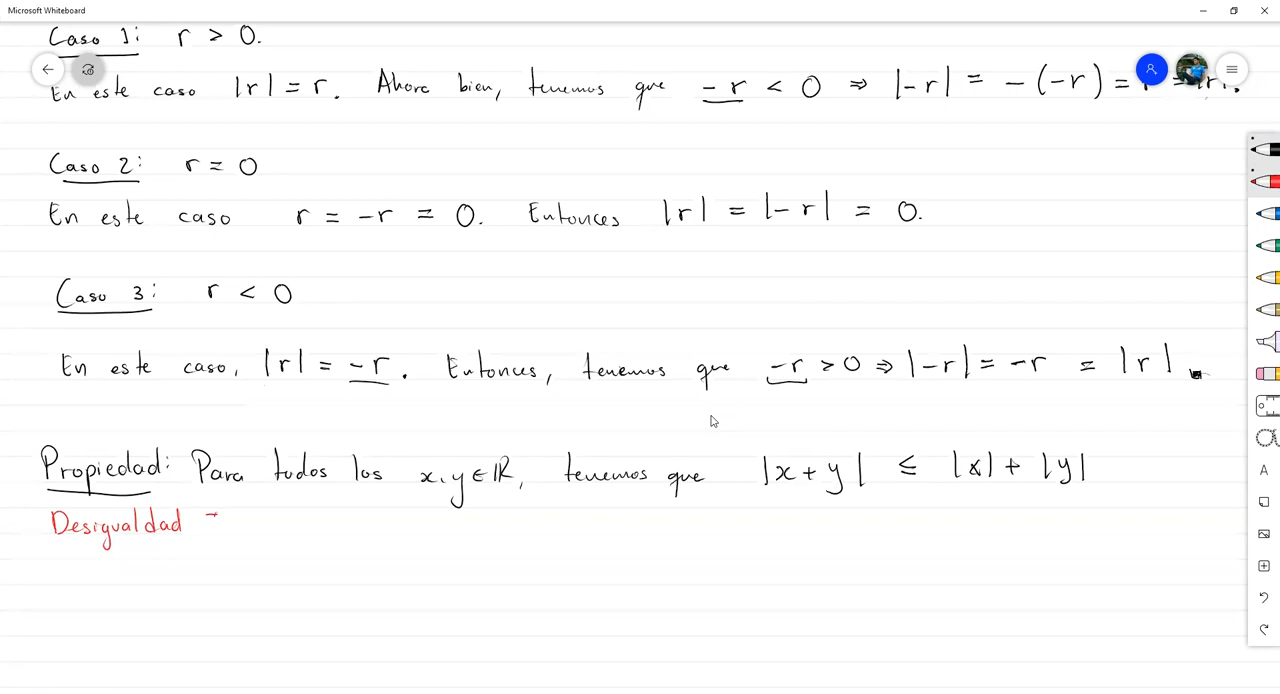 Microsoft Whiteboard
Caso 1: r > 0.
En este caso |r| = r. Ahora bien, tenemos que -r < 0 ⇒ |-r| = -(-r) = r = |r|.
Caso 2: r = 0
En este caso r = -r = 0. Entonces |r| = |-r| = 0.
Caso 3: r < 0
En este caso, |r| = -r. Entonces, tenemos que -r > 0 ⇒ |-r| = -r = |r|.
Propiedad: Para todos los x, y ∈ ℝ, tenemos que |x + y| ≤ |x| + |y|
Desigualdad
A